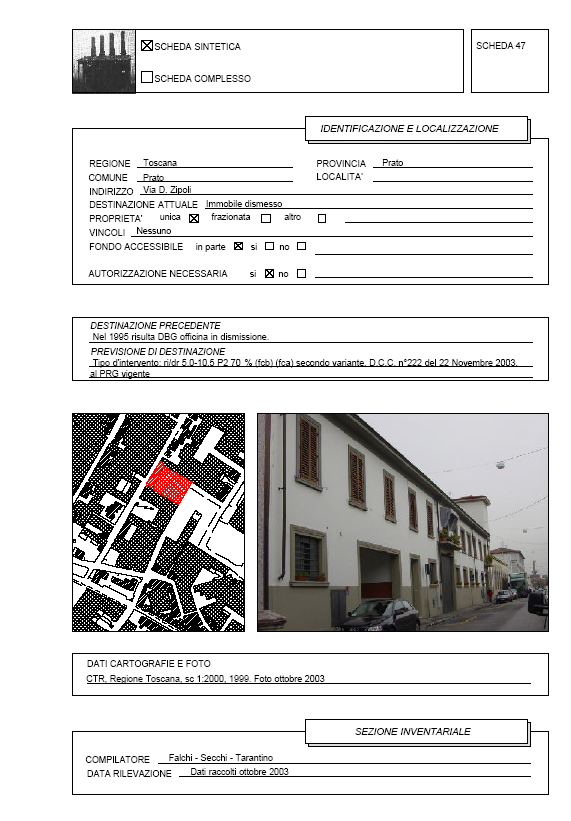 SCHEDA SINTETICA
SCHEDA COMPLESSO
SCHEDA 47
IDENTIFICAZIONE E LOCALIZZAZIONE
REGIONE Toscana PROVINCIA Prato
COMUNE Prato LOCALITA'
INDIRIZZO Via D. Zipoli
DESTINAZIONE ATTUALE Immobile dismesso
PROPRIETA' unica frazionata altro
VINCOLI Nessuno
FONDO ACCESSIBILE in parte si no
AUTORIZZAZIONE NECESSARIA si no
DESTINAZIONE PRECEDENTE
Nel 1995 risulta DBG officina in dismissione.
PREVISIONE DI DESTINAZIONE
Tipo d'intervento: ri/dr 5.0-10.5 P2 70 % (fcb) (fca) secondo variante. D.C.C. n°222 del 22 Novembre 2003.
al PRG vigente
DATI CARTOGRAFIE E FOTO
CTR, Regione Toscana, sc 1:2000, 1999. Foto ottobre 2003
SEZIONE INVENTARIALE
COMPILATORE Falchi - Secchi - Tarantino
DATA RILEVAZIONE Dati raccolti ottobre 2003